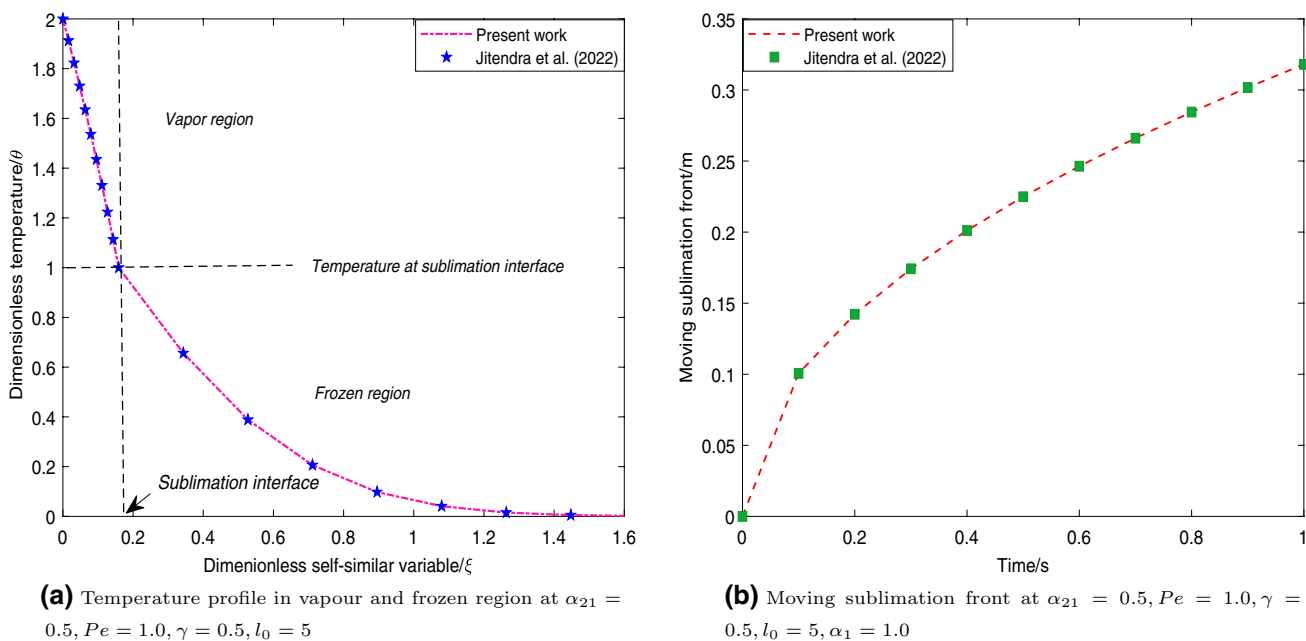 2
1.8
1.6
1.4
1.2
1
0.8
0.6
0.4
0.2
0
Dimensionless temperature/θ
Present work
Jitendra et al. (2022)
Vapor region
Temperature at sublimation interface
Frozen region
Sublimation interface
0 0.2 0.4 0.6 0.8 1 1.2 1.4 1.6
Dimenionless self-similar variable/ξ
(a) Temperature profile in vapour and frozen region at α21 =
0.5, Pe = 1.0, γ = 0.5, l0 = 5
0.35
0.3
0.25
0.2
0.15
0.1
0.05
0
Moving sublimation front/m
Present work
Jitendra et al. (2022)
0 0.2 0.4 0.6 0.8 1
Time/s
(b) Moving sublimation front at α21 = 0.5, Pe = 1.0, γ =
0.5, l0 = 5, α1 = 1.0